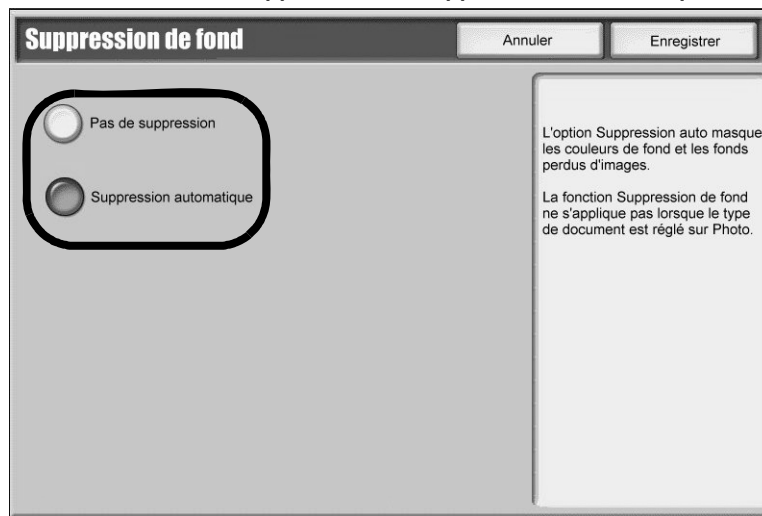 Suppression de fond
Annuler
Enregistrer
Pas de suppression
Suppression automatique
L'option Suppression auto masque
les couleurs de fond et les fonds
perdus d'images.
La fonction Suppression de fond
ne s'applique pas lorsque le type
de document est réglé sur Photo.